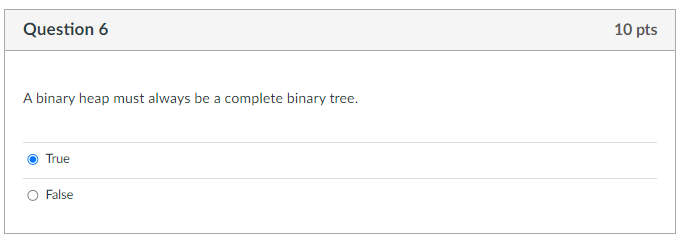 Question 6
10 pts
A binary heap must always be a complete binary tree.
True
False